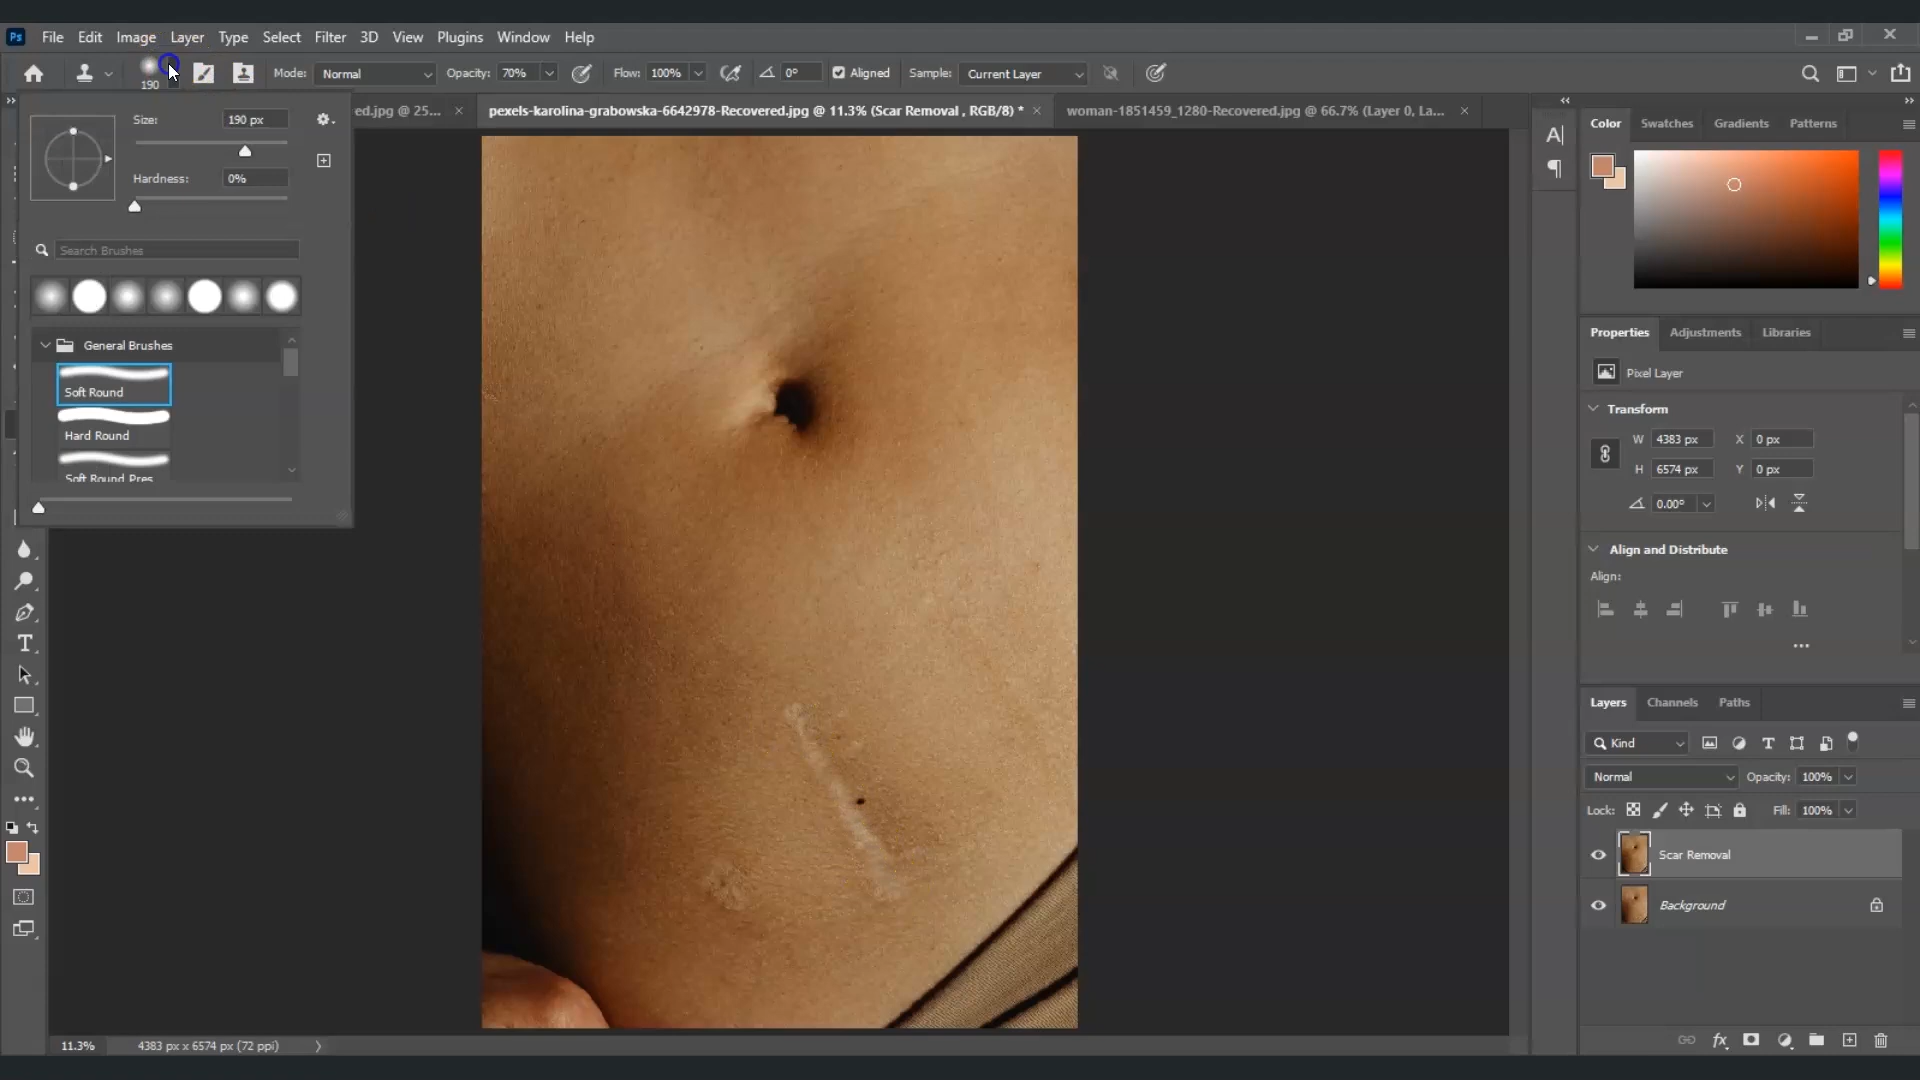 Ps File Edit Image Layer Type Select Filter 3D View Plugins Window Help
190 Mode: Normal Opacity: 70% Flow: 100% 0° Aligned Sample: Current Layer
ed.jpg @ 25... × pexels-karolina-grabowska-6642978-Recovered.jpg @ 11.3% (Scar Removal , RGB/8) * × woman-1851459_1280-Recovered.jpg @ 66.7% (Layer 0, La... ×
Size: 190 px
Hardness: 0%
Search Brushes
General Brushes
Soft Round
Hard Round
Soft Round Pres
Color Swatches Gradients Patterns
Properties Adjustments Libraries
Pixel Layer
Transform
W 4383 px X 0 px
H 6574 px Y 0 px
0.00°
Align and Distribute
Align:
Layers Channels Paths
Kind
Normal Opacity: 100%
Lock: Fill: 100%
Scar Removal
Background
11.3% 4383 px x 6574 px (72 ppi)